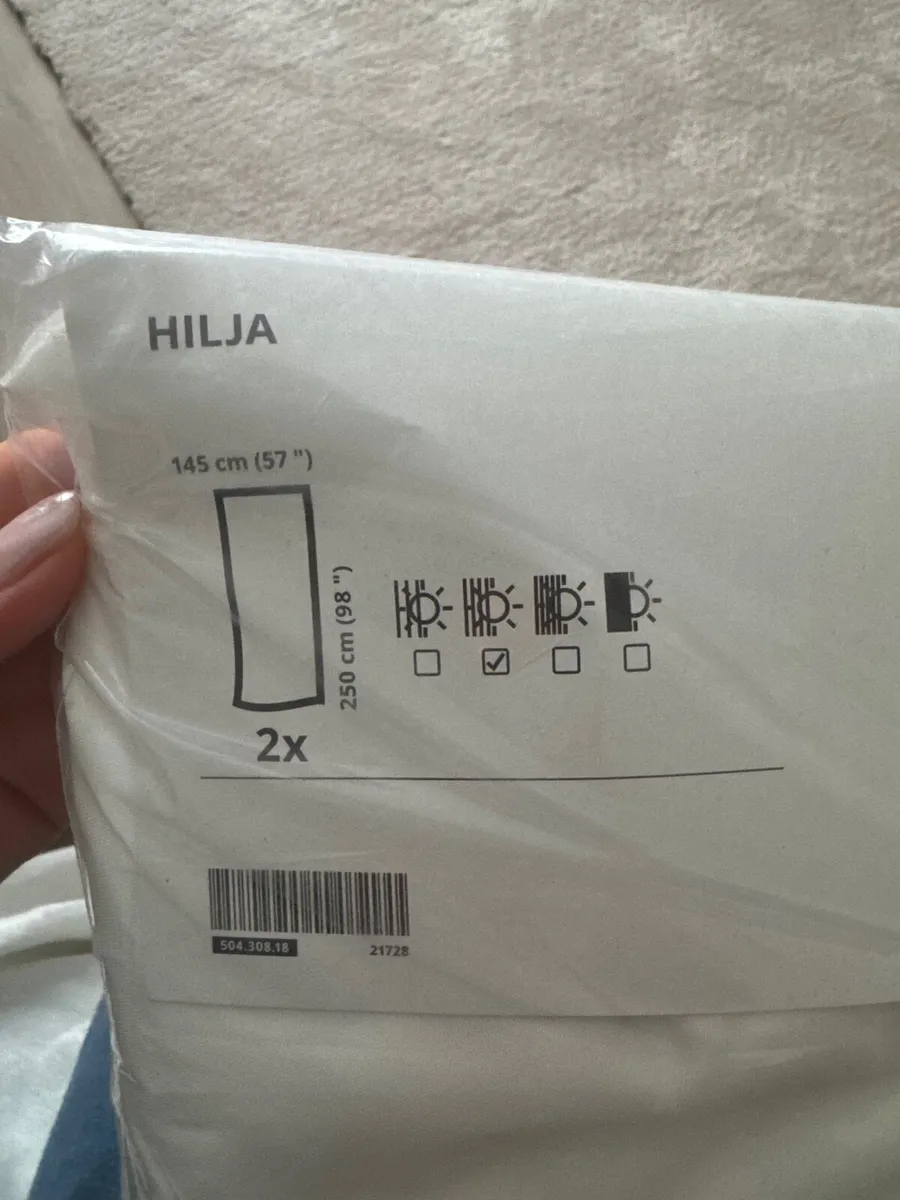 HILJA
145 cm (57 ")
250 cm (98 ")
2x
504.308.18
21728